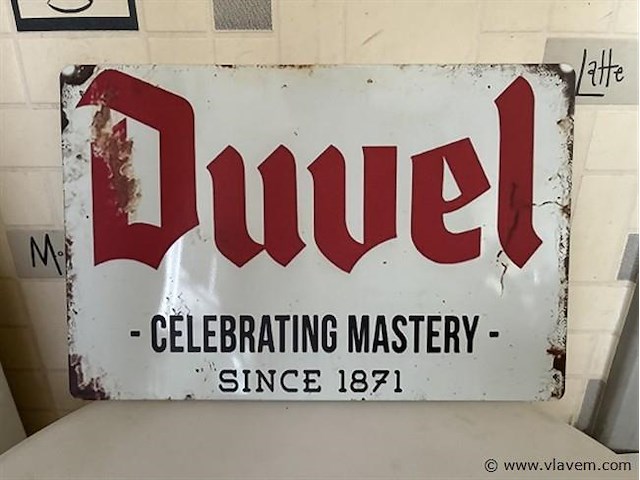 Latte
Duvel
M
- CELEBRATING MASTERY -
SINCE 1871
© www.vlavem.com